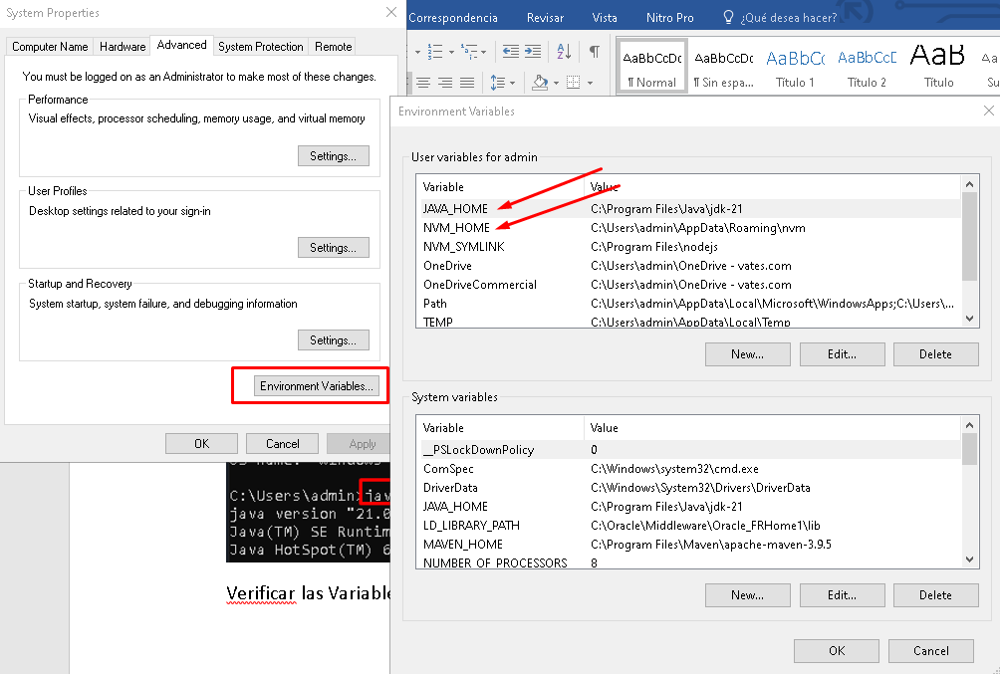 System Properties
Computer Name Hardware Advanced System Protection Remote
You must be logged on as an Administrator to make most of these changes.
Performance
Visual effects, processor scheduling, memory usage, and virtual memory
Settings...
User Profiles
Desktop settings related to your sign-in
Settings...
Startup and Recovery
System startup, system failure, and debugging information
Settings...
Environment Variables...
OK Cancel Apply
Correspondencia Revisar Vista Nitro Pro ¿Qué desea hacer?
AaBbCcDc AaBbCcDc AaBbCc AaBbCcD AaB
¶ Normal ¶ Sin espa... Título 1 Título 2 Título
Environment Variables
User variables for admin
Variable Value
JAVA_HOME C:\Program Files\Java\jdk-21
NVM_HOME C:\Users\admin\AppData\Roaming\nvm
NVM_SYMLINK C:\Program Files\nodejs
OneDrive C:\Users\admin\OneDrive - vates.com
OneDriveCommercial C:\Users\admin\OneDrive - vates.com
Path C:\Users\admin\AppData\Local\Microsoft\WindowsApps;C:\Users\...
TEMP C:\Users\admin\AppData\Local\Temp
New... Edit... Delete
System variables
Variable Value
__PSLockDownPolicy 0
ComSpec C:\Windows\system32\cmd.exe
DriverData C:\Windows\System32\Drivers\DriverData
JAVA_HOME C:\Program Files\Java\jdk-21
LD_LIBRARY_PATH C:\Oracle\Middleware\Oracle_FRHome1\lib
MAVEN_HOME C:\Program Files\Maven\apache-maven-3.9.5
NUMBER_OF_PROCESSORS 8
New... Edit... Delete
OK Cancel
C:\Users\admin>jav
java version "21.0
Java(TM) SE Runtim
Java HotSpot(TM) 6
Verificar las Variable